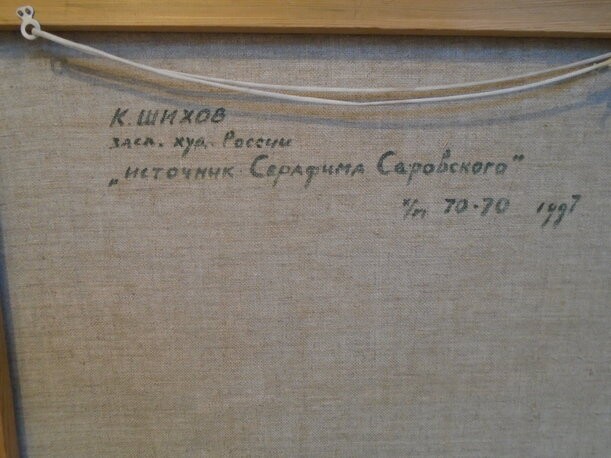 К. ШИХОВ
засл. худ. России
„источник Серафима Саровского”
х/м 70·70 1997